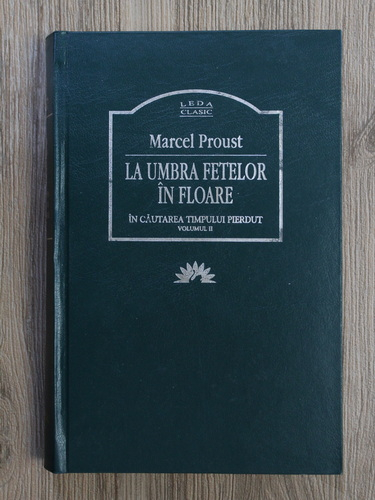 LEDA
CLASIC
Marcel Proust
LA UMBRA FETELOR
ÎN FLOARE
ÎN CĂUTAREA TIMPULUI PIERDUT
VOLUMUL II